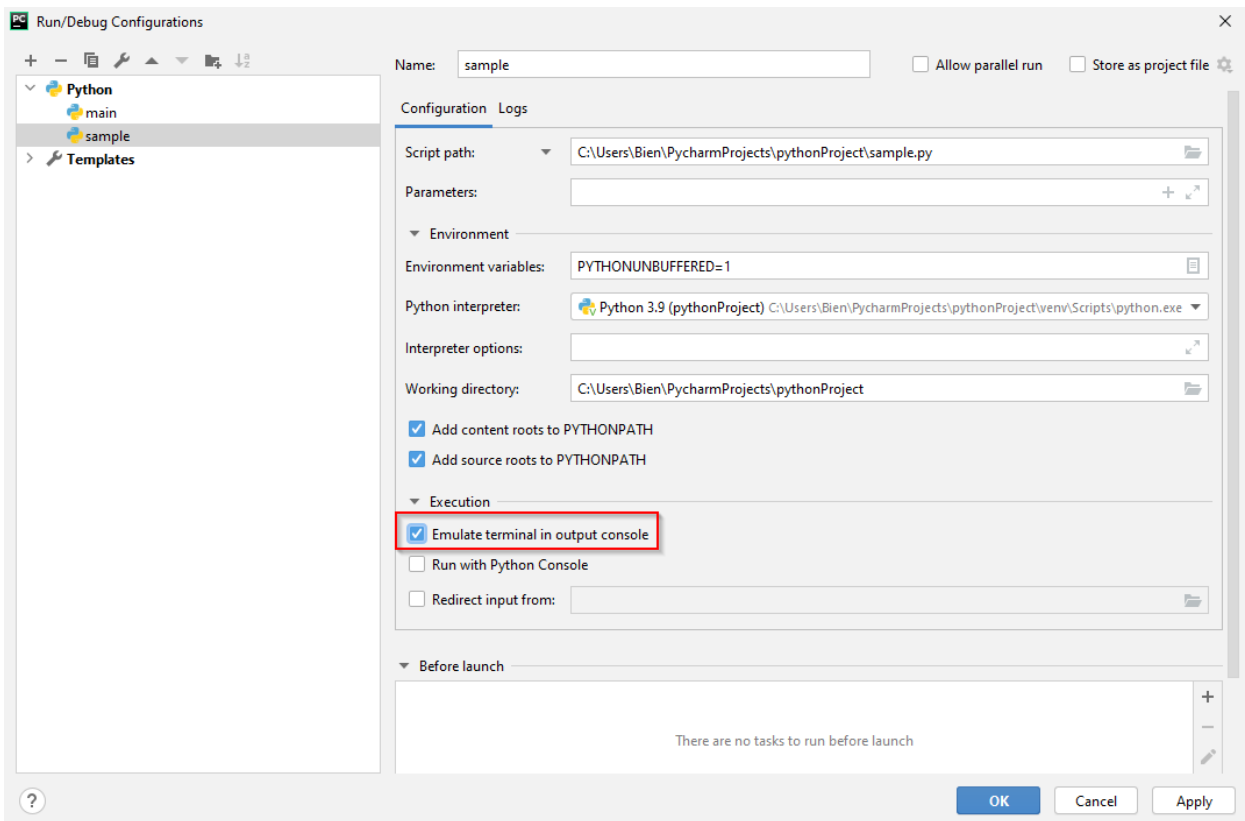 PC Run/Debug Configurations
Name: sample Allow parallel run Store as project file
Python
main
sample
Templates
Configuration Logs
Script path: C:\Users\Bien\PycharmProjects\pythonProject\sample.py
Parameters:
Environment
Environment variables: PYTHONUNBUFFERED=1
Python interpreter: Python 3.9 (pythonProject) C:\Users\Bien\PycharmProjects\pythonProject\venv\Scripts\python.exe
Interpreter options:
Working directory: C:\Users\Bien\PycharmProjects\pythonProject
Add content roots to PYTHONPATH
Add source roots to PYTHONPATH
Execution
Emulate terminal in output console
Run with Python Console
Redirect input from:
Before launch
There are no tasks to run before launch
? OK Cancel Apply